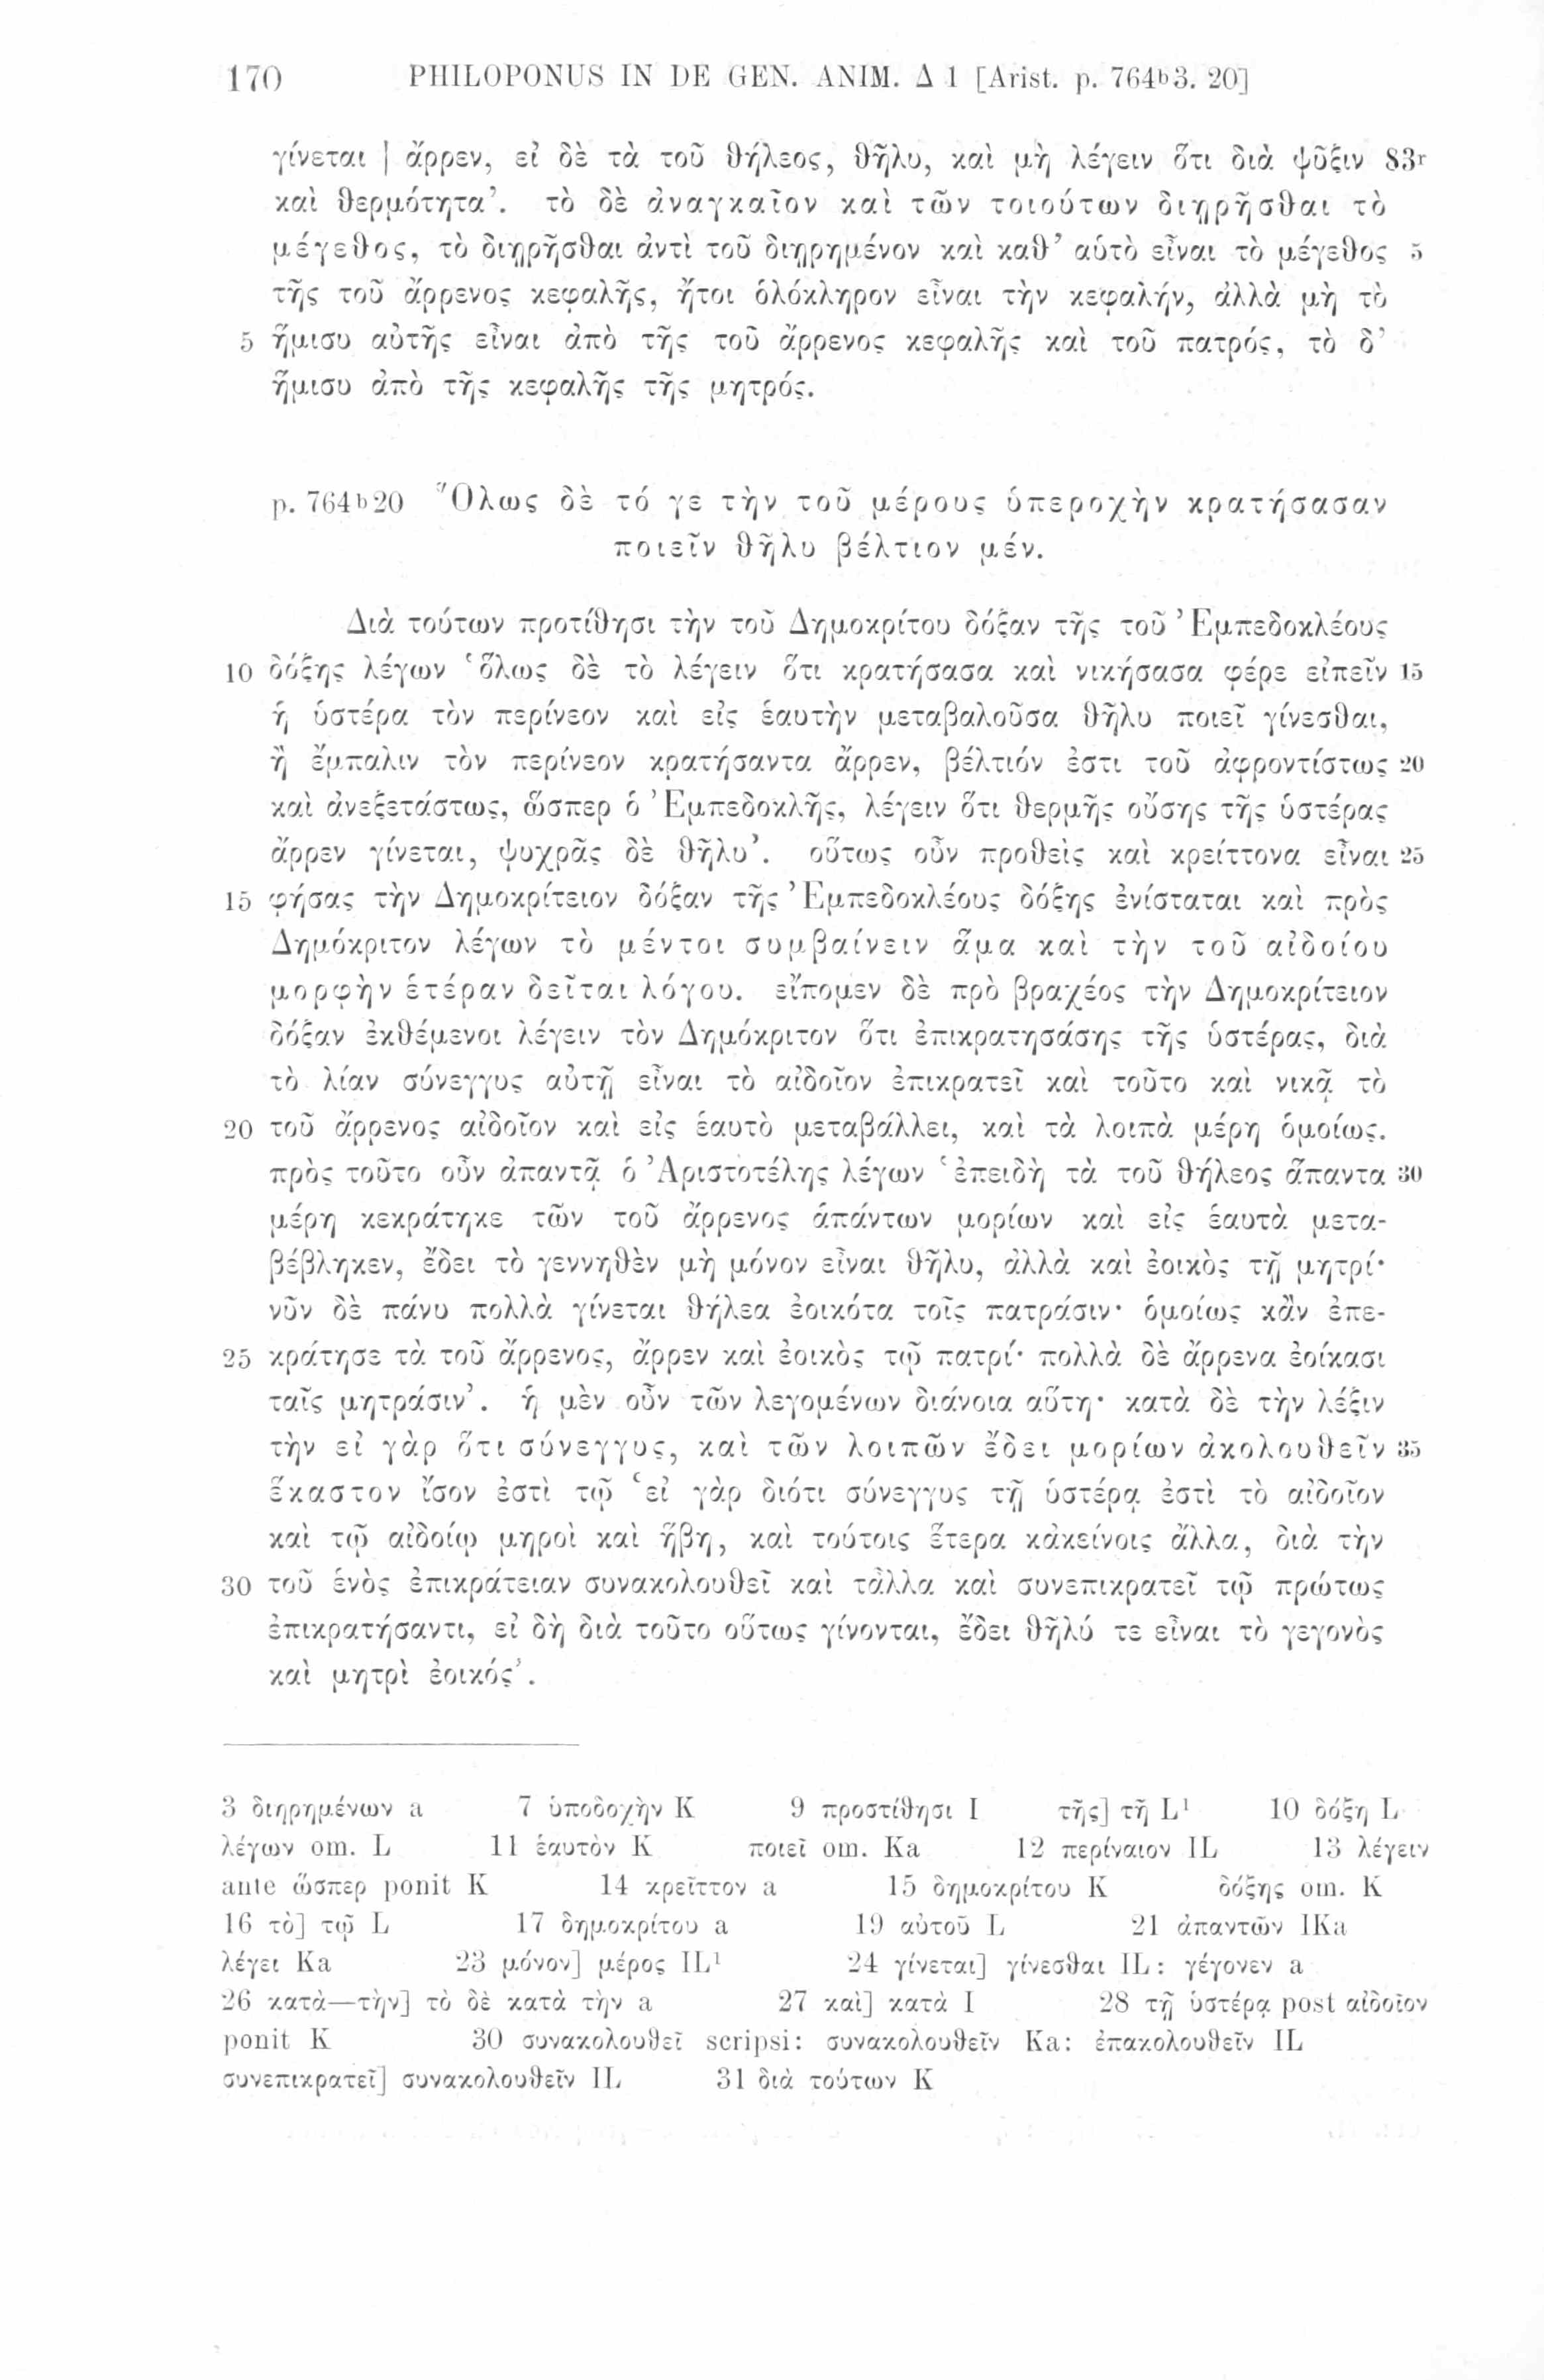 170 PHILOPONUS IN DE GEN. ANIM. Δ 1 [Arist. p. 764b3. 20]
γίνεται | ἄρρεν, εἰ δὲ τὰ τοῦ θήλεος, θῆλυ, καὶ μὴ λέγειν ὅτι διὰ ψῦξιν 83r
καὶ θερμότητα’. τὸ δὲ ἀναγκαῖον καὶ τῶν τοιούτων διῃρῆσθαι τὸ
μέγεθος, τὸ διῃρῆσθαι ἀντὶ τοῦ διῃρημένον καὶ καθ’ αὑτὸ εἶναι τὸ μέγεθος 5
τῆς τοῦ ἄρρενος κεφαλῆς, ἤτοι ὁλόκληρον εἶναι τὴν κεφαλήν, ἀλλὰ μὴ τὸ
5 ἥμισυ αὐτῆς εἶναι ἀπὸ τῆς τοῦ ἄρρενος κεφαλῆς καὶ τοῦ πατρός, τὸ δ’
ἥμισυ ἀπὸ τῆς κεφαλῆς τῆς μητρός.
p. 764b20 Ὅλως δὲ τό γε τὴν τοῦ μέρους ὑπεροχὴν κρατήσασαν
ποιεῖν θῆλυ βέλτιον μέν.
Διὰ τούτων προτίθησι τὴν τοῦ Δημοκρίτου δόξαν τῆς τοῦ Ἐμπεδοκλέους
10 δόξης λέγων ‘ὅλως δὲ τὸ λέγειν ὅτι κρατήσασα καὶ νικήσασα φέρε εἰπεῖν 15
ἡ ὑστέρα τὸν περίνεον καὶ εἰς ἑαυτὴν μεταβαλοῦσα θῆλυ ποιεῖ γίνεσθαι,
ἢ ἔμπαλιν τὸν περίνεον κρατήσαντα ἄρρεν, βέλτιόν ἐστι τοῦ ἀφροντίστως 20
καὶ ἀνεξετάστως, ὥσπερ ὁ Ἐμπεδοκλῆς, λέγειν ὅτι θερμῆς οὔσης τῆς ὑστέρας
ἄρρεν γίνεται, ψυχρᾶς δὲ θῆλυ’. οὕτως οὖν προθεὶς καὶ κρείττονα εἶναι 25
15 φήσας τὴν Δημοκρίτειον δόξαν τῆς Ἐμπεδοκλέους δόξης ἐνίσταται καὶ πρὸς
Δημόκριτον λέγων τὸ μέντοι συμβαίνειν ἅμα καὶ τὴν τοῦ αἰδοίου
μορφὴν ἑτέραν δεῖται λόγου. εἴπομεν δὲ πρὸ βραχέος τὴν Δημοκρίτειον
δόξαν ἐκθέμενοι λέγειν τὸν Δημόκριτον ὅτι ἐπικρατησάσης τῆς ὑστέρας, διὰ
τὸ λίαν σύνεγγυς αὐτῇ εἶναι τὸ αἰδοῖον ἐπικρατεῖ καὶ τοῦτο καὶ νικᾷ τὸ
20 τοῦ ἄρρενος αἰδοῖον καὶ εἰς ἑαυτὸ μεταβάλλει, καὶ τὰ λοιπὰ μέρη ὁμοίως.
πρὸς τοῦτο οὖν ἀπαντᾷ ὁ Ἀριστοτέλης λέγων ‘ἐπειδὴ τὰ τοῦ θήλεος ἅπαντα 30
μέρη κεκράτηκε τῶν τοῦ ἄρρενος ἁπάντων μορίων καὶ εἰς ἑαυτὰ μετα-
βέβληκεν, ἔδει τὸ γεννηθὲν μὴ μόνον εἶναι θῆλυ, ἀλλὰ καὶ ἐοικὸς τῇ μητρί·
νῦν δὲ πάνυ πολλὰ γίνεται θήλεα ἐοικότα τοῖς πατράσιν· ὁμοίως κἂν ἐπε-
25 κράτησε τὰ τοῦ ἄρρενος, ἄρρεν καὶ ἐοικὸς τῷ πατρί· πολλὰ δὲ ἄρρενα ἐοίκασι
ταῖς μητράσιν’. ἡ μὲν οὖν τῶν λεγομένων διάνοια αὕτη· κατὰ δὲ τὴν λέξιν
τὴν εἰ γὰρ ὅτι σύνεγγυς, καὶ τῶν λοιπῶν ἔδει μορίων ἀκολουθεῖν 35
ἕκαστον ἴσον ἐστὶ τῷ ‘εἰ γὰρ διότι σύνεγγυς τῇ ὑστέρᾳ ἐστὶ τὸ αἰδοῖον
καὶ τῷ αἰδοίῳ μηροὶ καὶ ἥβη, καὶ τούτοις ἕτερα κἀκείνοις ἄλλα, διὰ τὴν
30 τοῦ ἑνὸς ἐπικράτειαν συνακολουθεῖ καὶ τἆλλα καὶ συνεπικρατεῖ τῷ πρώτως
ἐπικρατήσαντι, εἰ δὴ διὰ τοῦτο οὕτως γίνονται, ἔδει θῆλύ τε εἶναι τὸ γεγονὸς
καὶ μητρὶ ἐοικός’.
3 διῃρημένων a 7 ὑποδοχὴν K 9 προστίθησι I τῆς] τῇ L¹ 10 δόξῃ L
λέγων om. L 11 ἑαυτὸν K ποιεῖ om. Ka 12 περίναιον IL 13 λέγειν
ante ὥσπερ ponit K 14 κρεῖττον a 15 δημοκρίτου K δόξης om. K
16 τὸ] τῷ L 17 δημοκρίτου a 19 αὐτοῦ L 21 ἀπαντῶν IKa
λέγει Ka 23 μόνον] μέρος IL¹ 24 γίνεται] γίνεσθαι IL: γέγονεν a
26 κατὰ—τὴν] τὸ δὲ κατὰ τὴν a 27 καὶ] κατὰ I 28 τῇ ὑστέρᾳ post αἰδοῖον
ponit K 30 συνακολουθεῖ scripsi: συνακολουθεῖν Ka: ἐπακολουθεῖν IL
συνεπικρατεῖ] συνακολουθεῖν IL 31 διὰ τούτων K